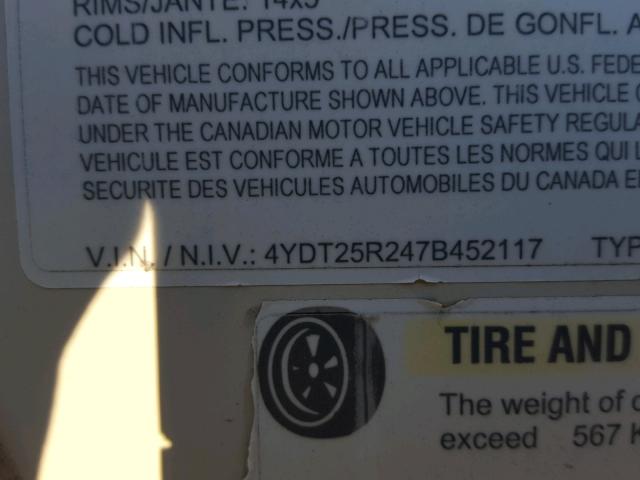 RIMS/JANTE: 14x5
COLD INFL. PRESS./PRESS. DE GONFL. A
THIS VEHICLE CONFORMS TO ALL APPLICABLE U.S. FEDE
DATE OF MANUFACTURE SHOWN ABOVE. THIS VEHICLE C
UNDER THE CANADIAN MOTOR VEHICLE SAFETY REGULA
VEHICULE EST CONFORME A TOUTES LES NORMES QUI L
SECURITE DES VEHICULES AUTOMOBILES DU CANADA E
V.I.N. / N.I.V.: 4YDT25R247B452117 TYP
TIRE AND
The weight of c
exceed 567 K